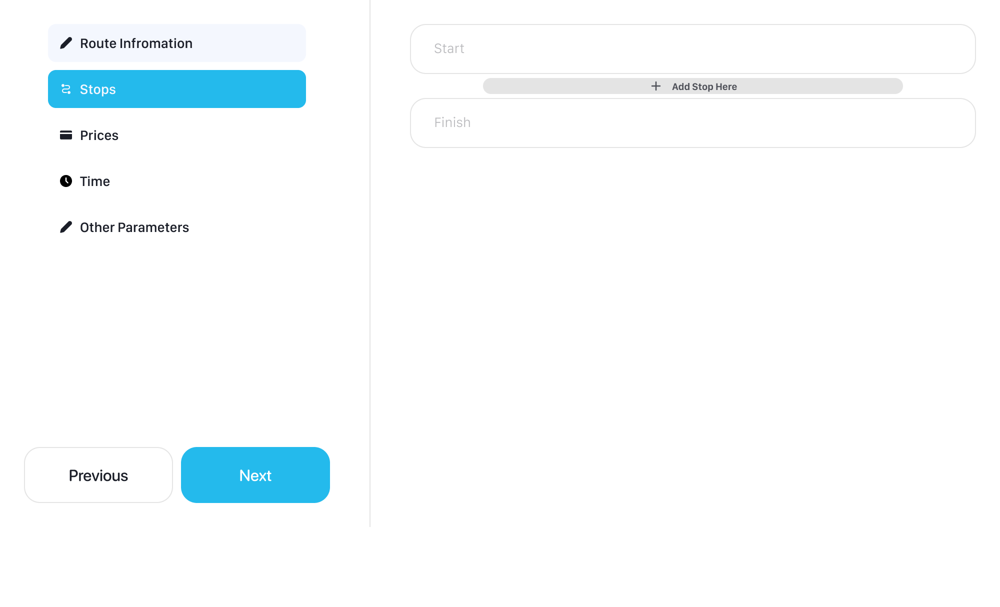 Route Infromation
Stops
Prices
Time
Other Parameters
Previous
Next
Start
Add Stop Here
Finish